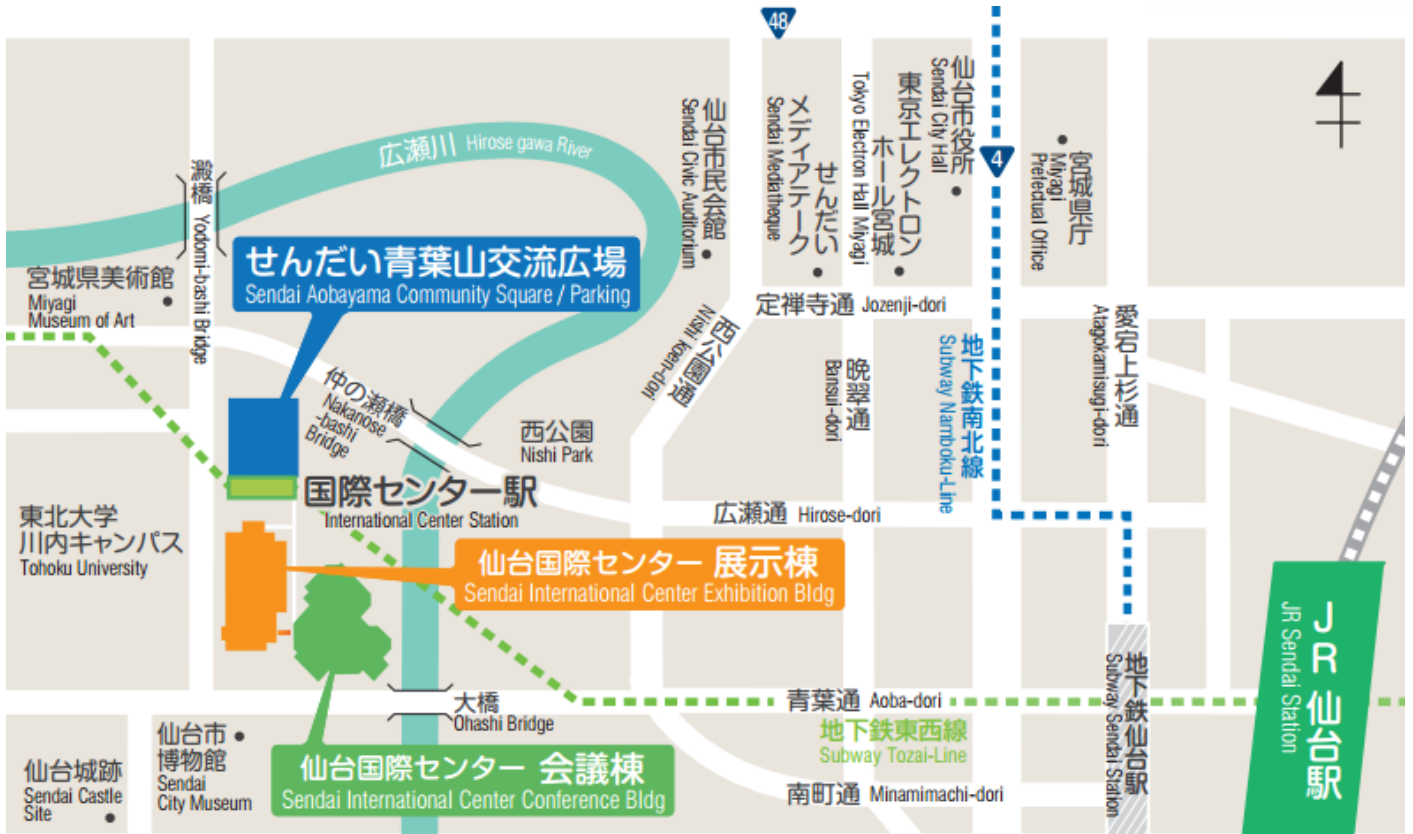 48
広瀬川 Hirose gawa River
澱橋 Yodomi-bashi Bridge
仙台市民会館
Sendai Civic Auditorium
せんだい
メディアテーク
Sendai Mediatheque
東京エレクトロン
ホール宮城
Tokyo Electron Hall Miyagi
仙台市役所
Sendai City Hall
4
宮城県庁
Miyagi
Prefectual Office
宮城県美術館
Miyagi
Museum of Art
せんだい青葉山交流広場
Sendai Aobayama Community Square / Parking
定禅寺通 Jozenji-dori
西公園通
Nishi koen-dori
晩翠通
Bansui-dori
地下鉄南北線
Subway Namboku-Line
愛宕上杉通
Atagokamisugi-dori
仲の瀬橋
Nakanose
-bashi
Bridge
西公園
Nishi Park
国際センター駅
International Center Station
広瀬通 Hirose-dori
東北大学
川内キャンパス
Tohoku University
仙台国際センター 展示棟
Sendai International Center Exhibition Bldg
JR仙台駅
JR Sendai Station
地下鉄仙台駅
Subway Sendai-Station
大橋
Ohashi Bridge
青葉通 Aoba-dori
地下鉄東西線
Subway Tozai-Line
仙台市
博物館
Sendai
City Museum
仙台城跡
Sendai Castle
Site
仙台国際センター 会議棟
Sendai International Center Conference Bldg
南町通 Minamimachi-dori